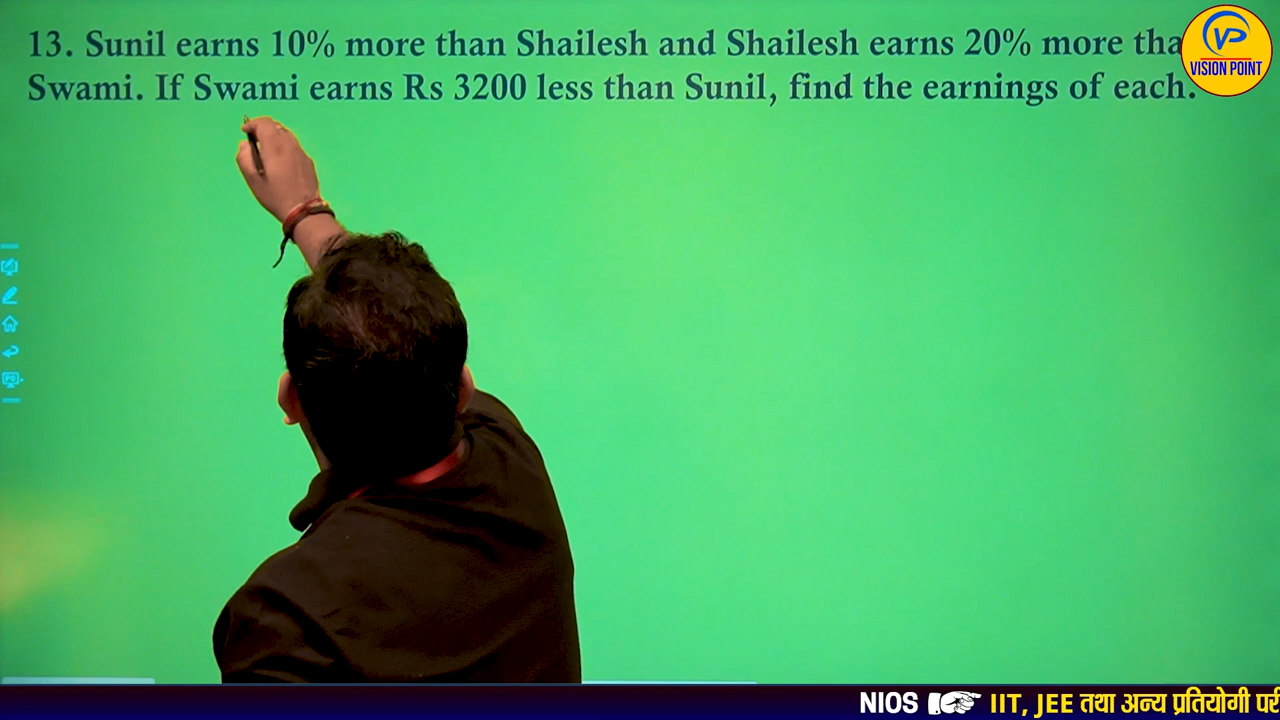 13. Sunil earns 10% more than Shailesh and Shailesh earns 20% more tha
Swami. If Swami earns Rs 3200 less than Sunil, find the earnings of each.
VP
VISION POINT
NIOS IIT, JEE तथा अन्य प्रतियोगी परी